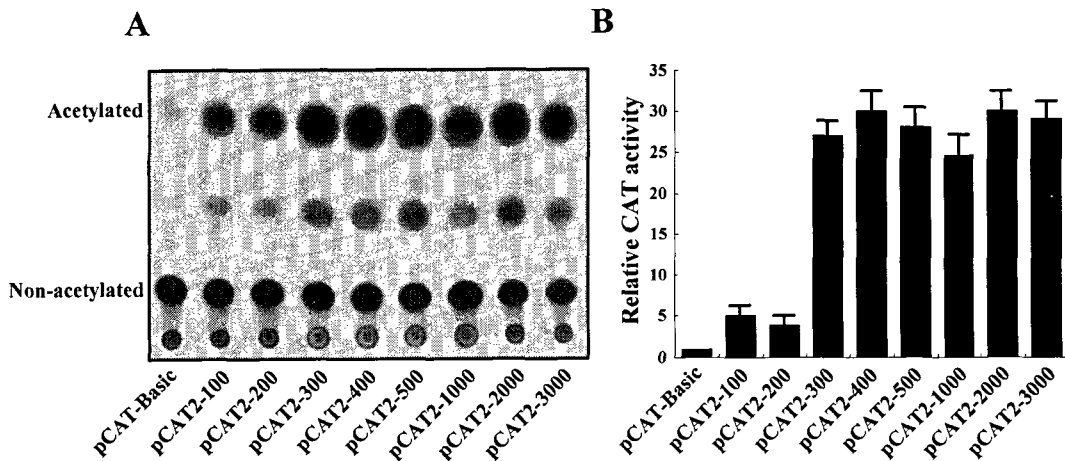 A
Acetylated
Non-acetylated
pCAT-Basic
pCAT2-100
pCAT2-200
pCAT2-300
pCAT2-400
pCAT2-500
pCAT2-1000
pCAT2-2000
pCAT2-3000
B
Relative CAT activity
35
30
25
20
15
10
5
0
pCAT-Basic
pCAT2-100
pCAT2-200
pCAT2-300
pCAT2-400
pCAT2-500
pCAT2-1000
pCAT2-2000
pCAT2-3000